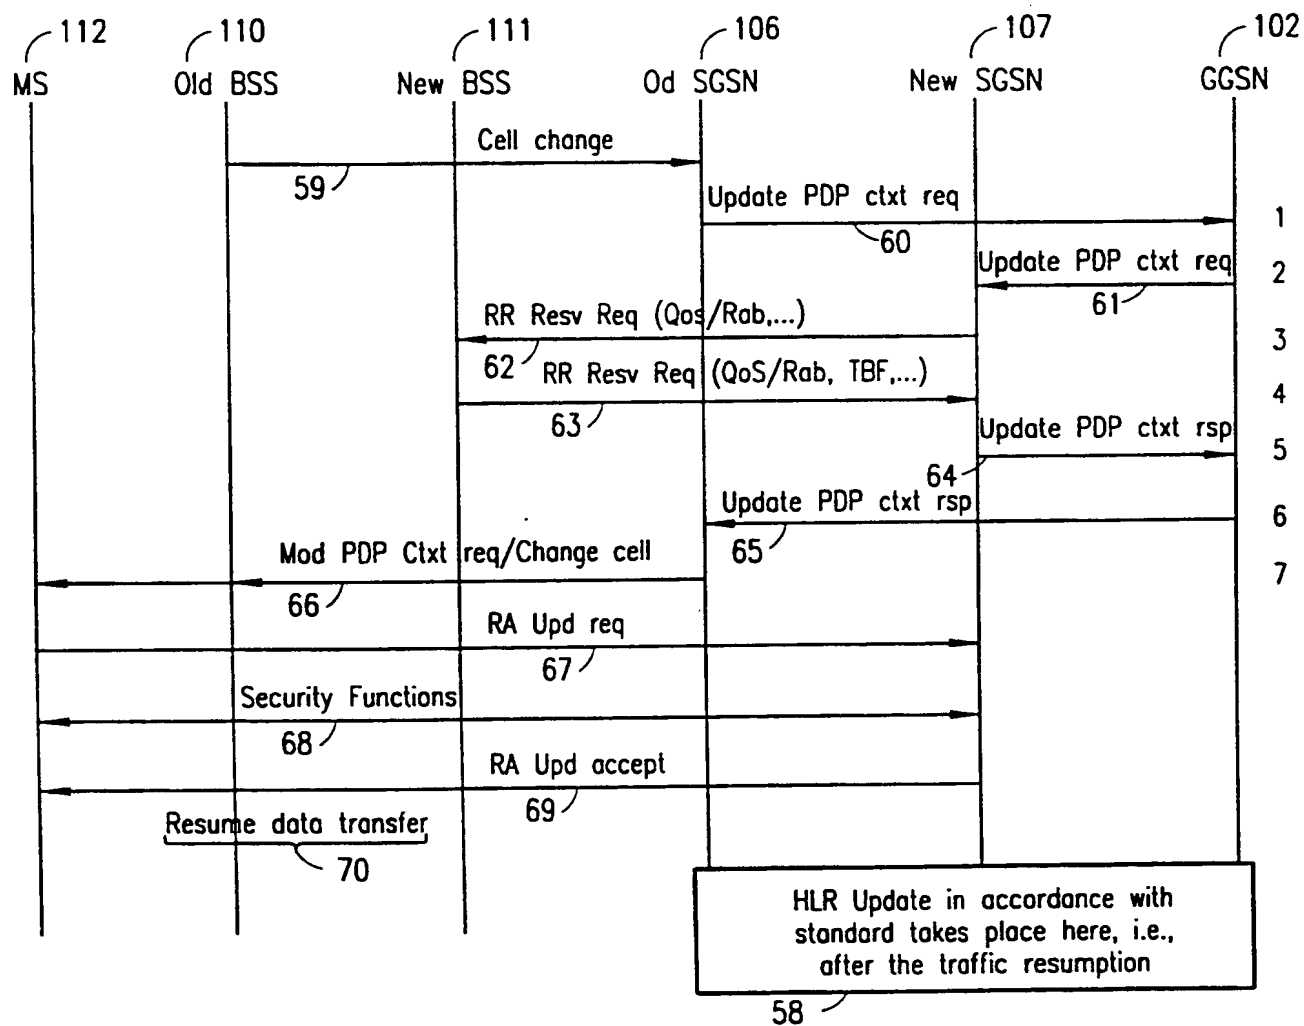 112
110
111
106
107
102
MS
Old BSS
New BSS
Od SGSN
New SGSN
GGSN
Cell change
59
Update PDP ctxt req
60
1
Update PDP ctxt req
61
2
RR Resv Req (Qos/Rab,...)
62
3
RR Resv Req (QoS/Rab, TBF,...)
63
4
Update PDP ctxt rsp
64
5
Update PDP ctxt rsp
65
6
Mod PDP Ctxt req/Change cell
66
7
RA Upd req
67
Security Functions
68
RA Upd accept
69
Resume data transfer
70
HLR Update in accordance with
standard takes place here, i.e.,
after the traffic resumption
58